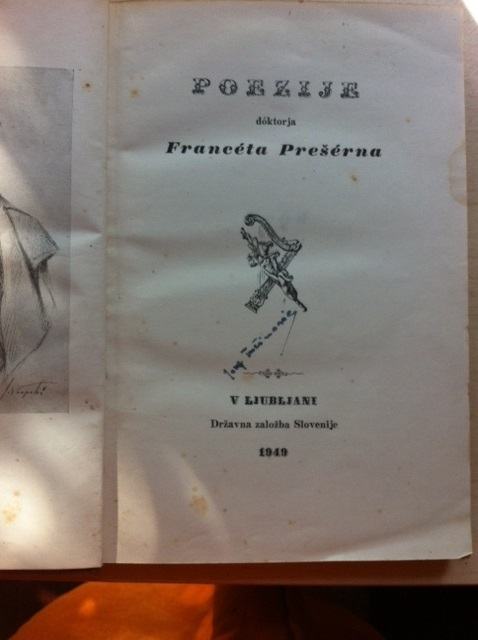 POEZIJE
dóktorja
Francéta Prešérna
V LJUBLJANI
Državna založba Slovenije
1949